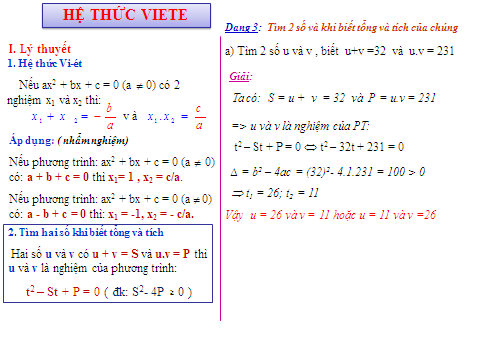 HỆ THỨC VIETE
I. Lý thuyết
1. Hệ thức Vi-ét
Nếu ax² + bx + c = 0 (a ≠ 0) có 2
nghiệm x₁ và x₂ thì:
x₁ + x₂ = − b/a và x₁.x₂ = c/a
Áp dụng: ( nhẩm nghiệm)
Nếu phương trình: ax² + bx + c = 0 (a ≠ 0)
có: a + b + c = 0 thì x₁= 1 , x₂ = c/a.
Nếu phương trình: ax² + bx + c = 0 (a ≠ 0)
có: a - b + c = 0 thì: x₁ = -1, x₂ = - c/a.
2. Tìm hai số khi biết tổng và tích
Hai số u và v có u + v = S và u.v = P thì
u và v là nghiệm của phương trình:
t² – St + P = 0 ( đk: S²- 4P ≥ 0 )
Dạng 3: Tìm 2 số và khi biết tổng và tích của chúng
a) Tìm 2 số u và v , biết u+v =32 và u.v = 231
Giải:
Ta có: S = u + v = 32 và P = u.v = 231
=> u và v là nghiệm của PT:
t² – St + P = 0 ⇔ t² – 32t + 231 = 0
Δ = b² – 4ac = (32)² - 4.1.231 = 100 > 0
⇒ t₁ = 26; t₂ = 11
Vậy u = 26 và v = 11 hoặc u = 11 và v =26